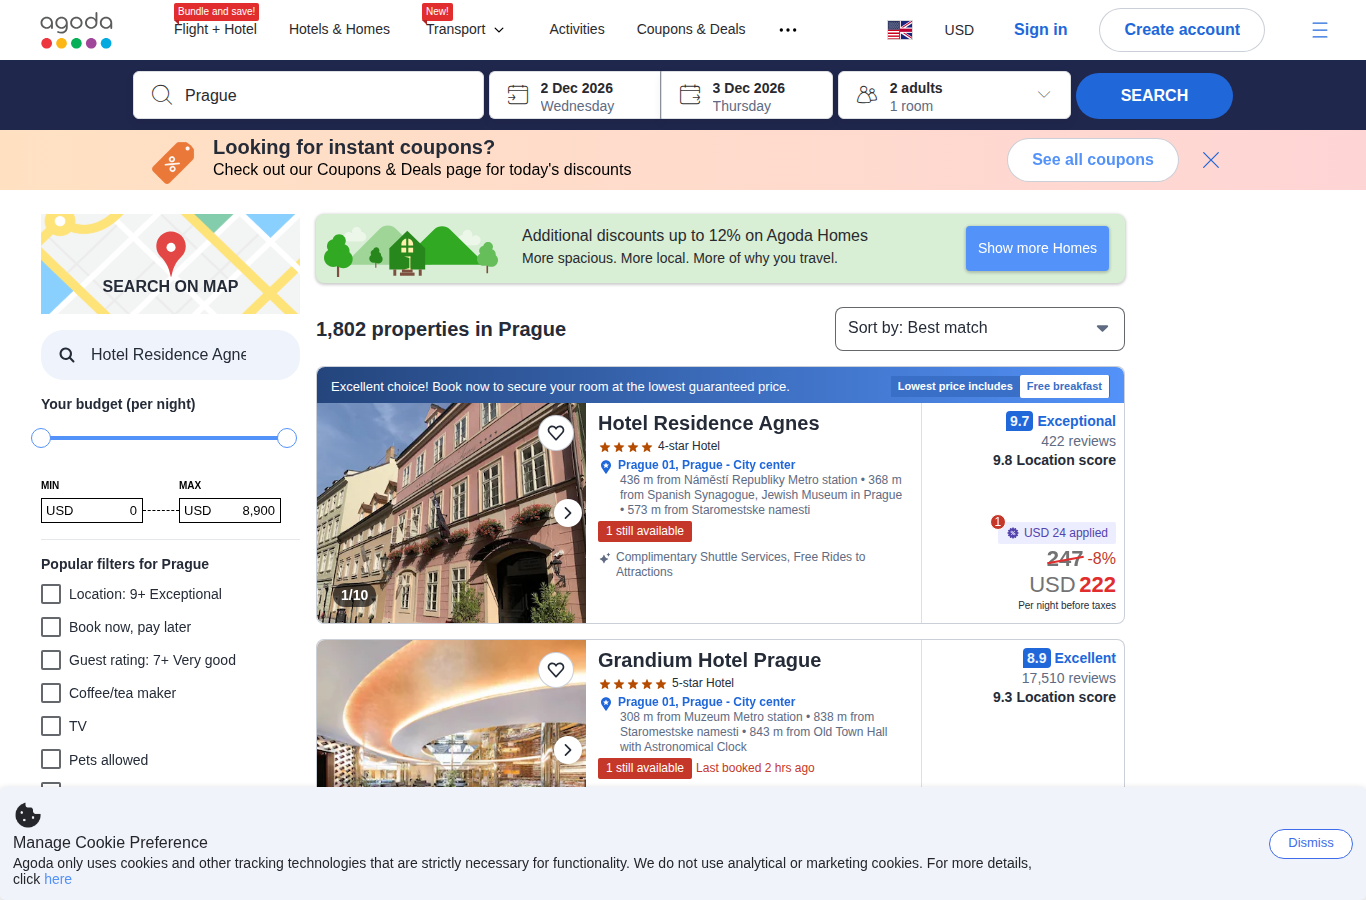 agoda
Bundle and save!
Flight + Hotel
Hotels & Homes
New!
Transport
Activities
Coupons & Deals
USD
Sign in
Create account
Prague
2 Dec 2026
Wednesday
3 Dec 2026
Thursday
2 adults
1 room
SEARCH
Looking for instant coupons?
Check out our Coupons & Deals page for today's discounts
See all coupons
SEARCH ON MAP
Hotel Residence Agne
Your budget (per night)
MIN
MAX
USD 0
USD 8,900
Popular filters for Prague
Location: 9+ Exceptional
Book now, pay later
Guest rating: 7+ Very good
Coffee/tea maker
TV
Pets allowed
Additional discounts up to 12% on Agoda Homes
More spacious. More local. More of why you travel.
Show more Homes
1,802 properties in Prague
Sort by: Best match
Excellent choice! Book now to secure your room at the lowest guaranteed price.
Lowest price includes
Free breakfast
1/10
Hotel Residence Agnes
4-star Hotel
Prague 01, Prague - City center
436 m from Náměstí Republiky Metro station • 368 m
from Spanish Synagogue, Jewish Museum in Prague
• 573 m from Staromestske namesti
1 still available
Complimentary Shuttle Services, Free Rides to
Attractions
9.7 Exceptional
422 reviews
9.8 Location score
1
USD 24 applied
247 -8%
USD 222
Per night before taxes
Grandium Hotel Prague
5-star Hotel
Prague 01, Prague - City center
308 m from Muzeum Metro station • 838 m from
Staromestske namesti • 843 m from Old Town Hall
with Astronomical Clock
1 still available
Last booked 2 hrs ago
8.9 Excellent
17,510 reviews
9.3 Location score
Manage Cookie Preference
Agoda only uses cookies and other tracking technologies that are strictly necessary for functionality. We do not use analytical or marketing cookies. For more details,
click here
Dismiss